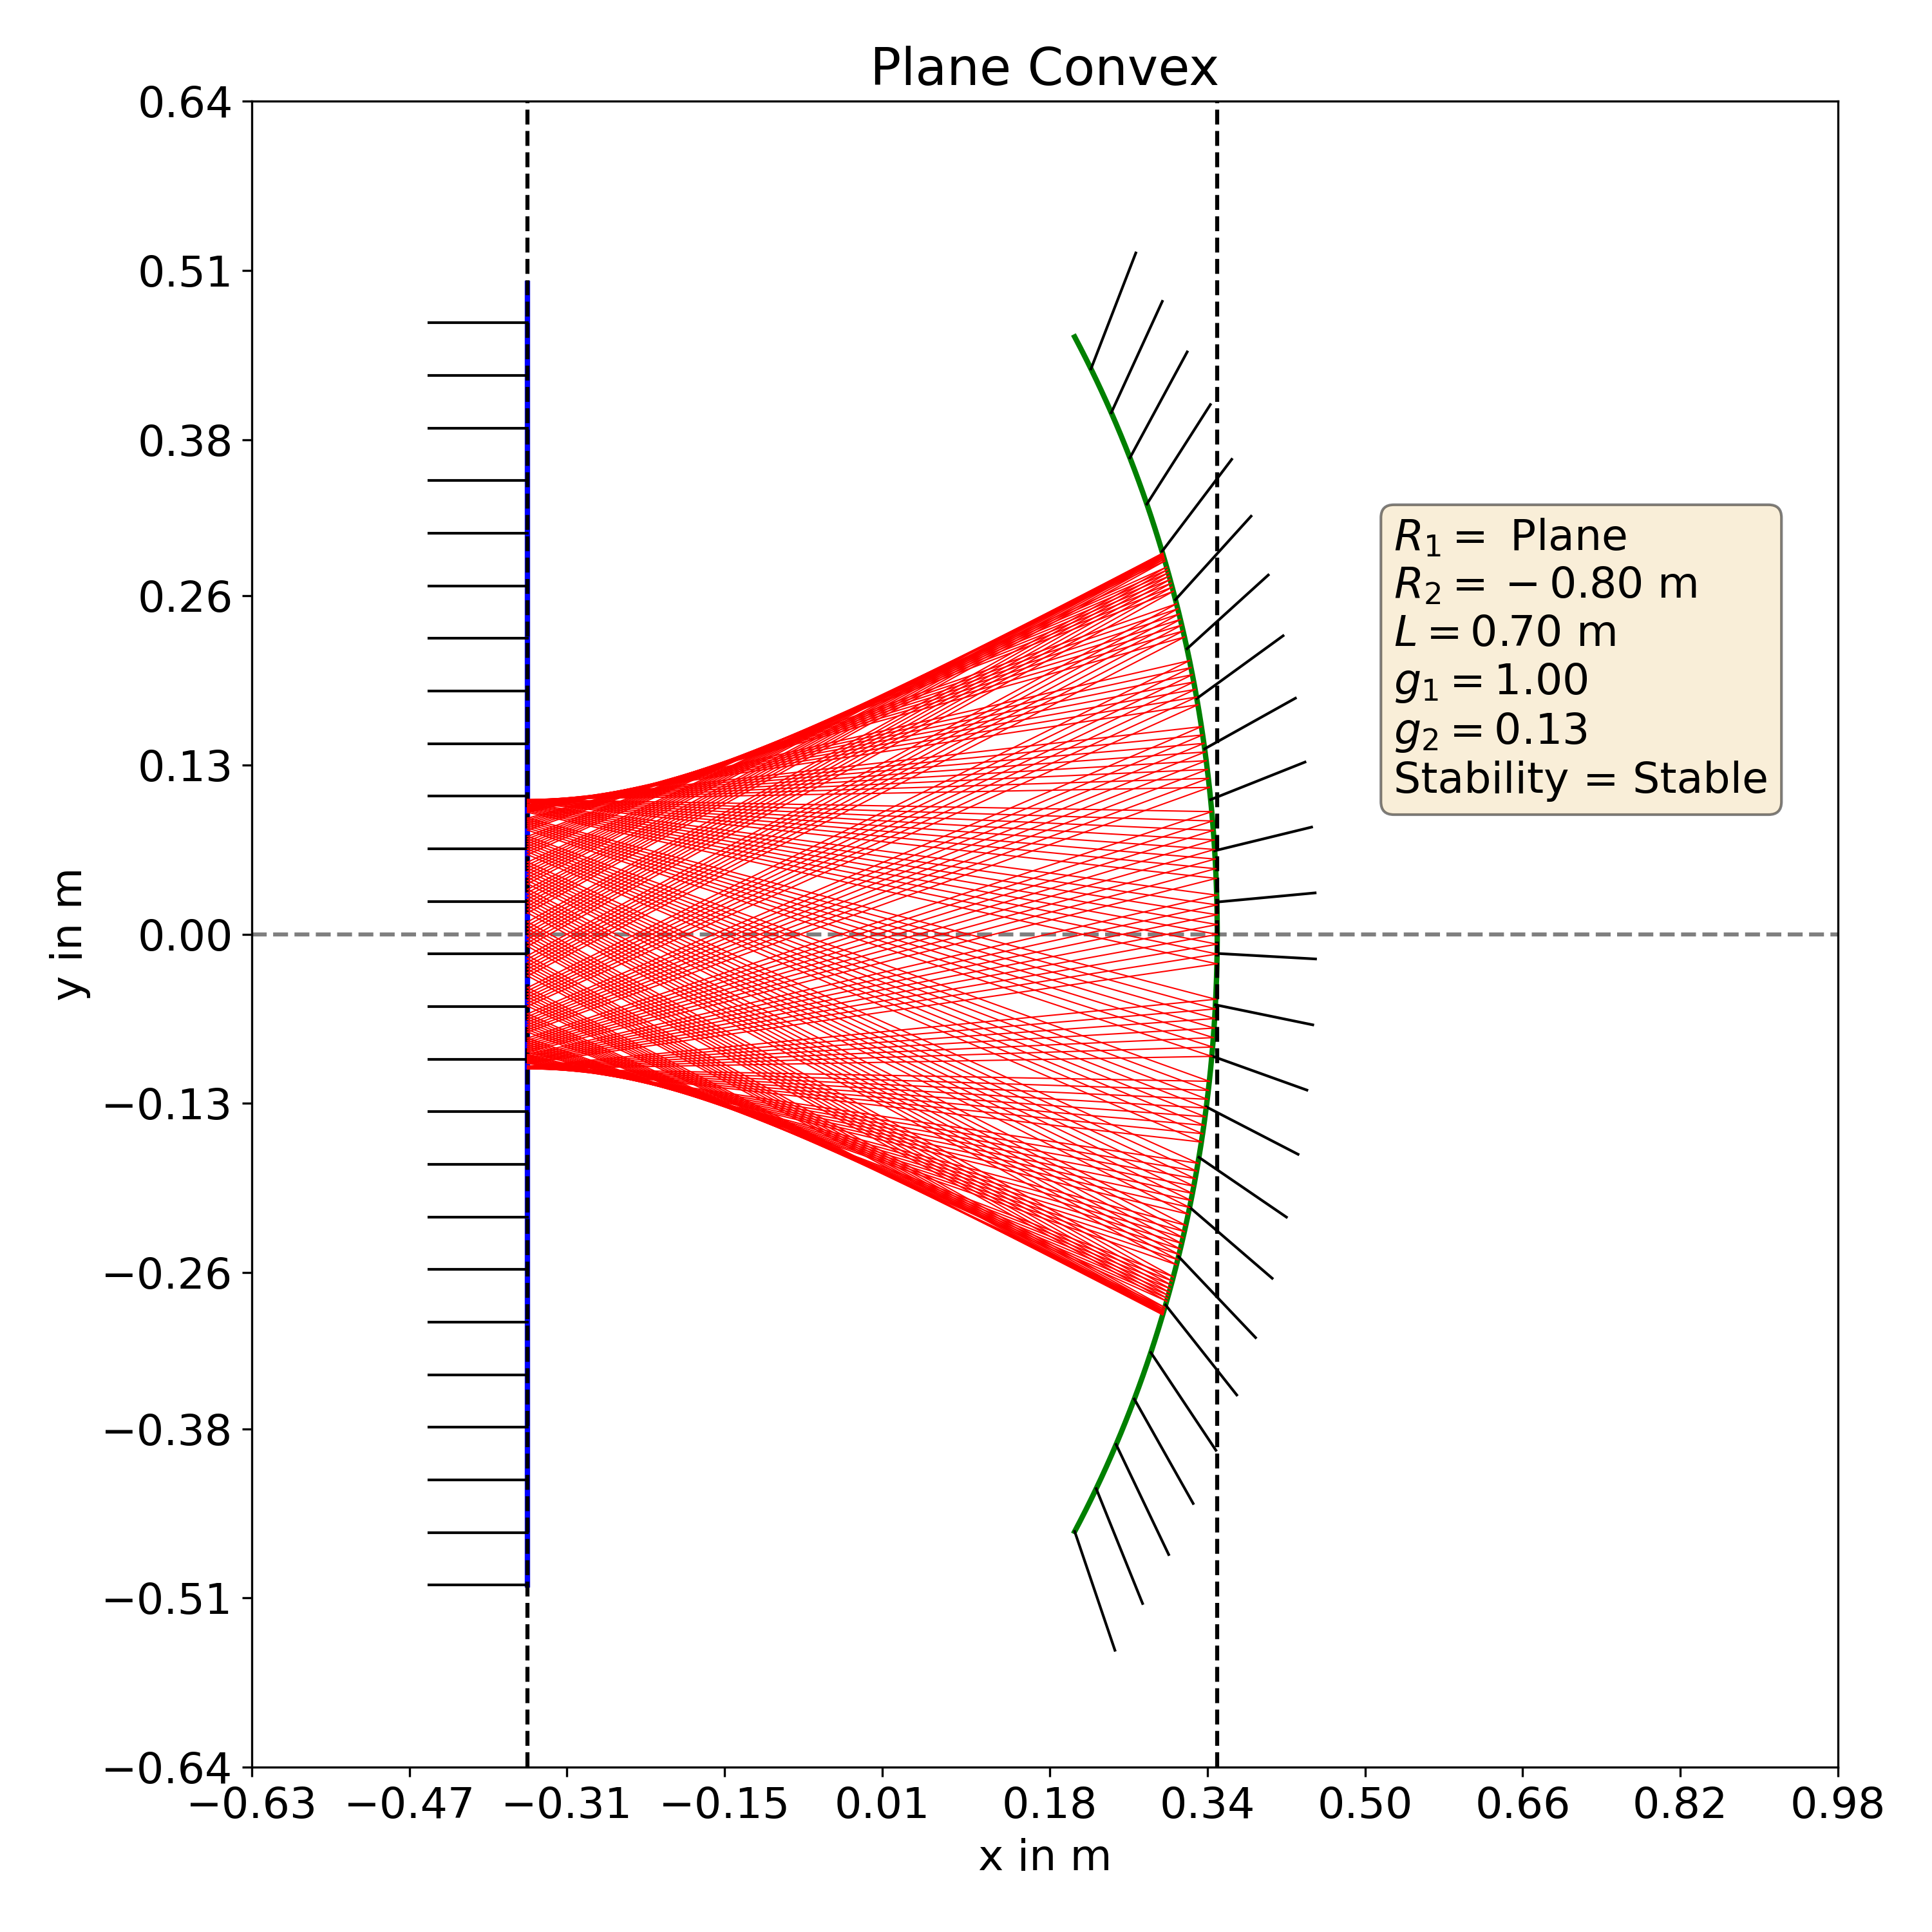 Plane Convex
0.64
0.51
0.38
0.26
0.13
0.00
−0.13
−0.26
−0.38
−0.51
−0.64
y in m
R₁ = Plane
R₂ = −0.80 m
L = 0.70 m
g₁ = 1.00
g₂ = 0.13
Stability = Stable
−0.63 −0.47 −0.31 −0.15 0.01 0.18 0.34 0.50 0.66 0.82 0.98
x in m